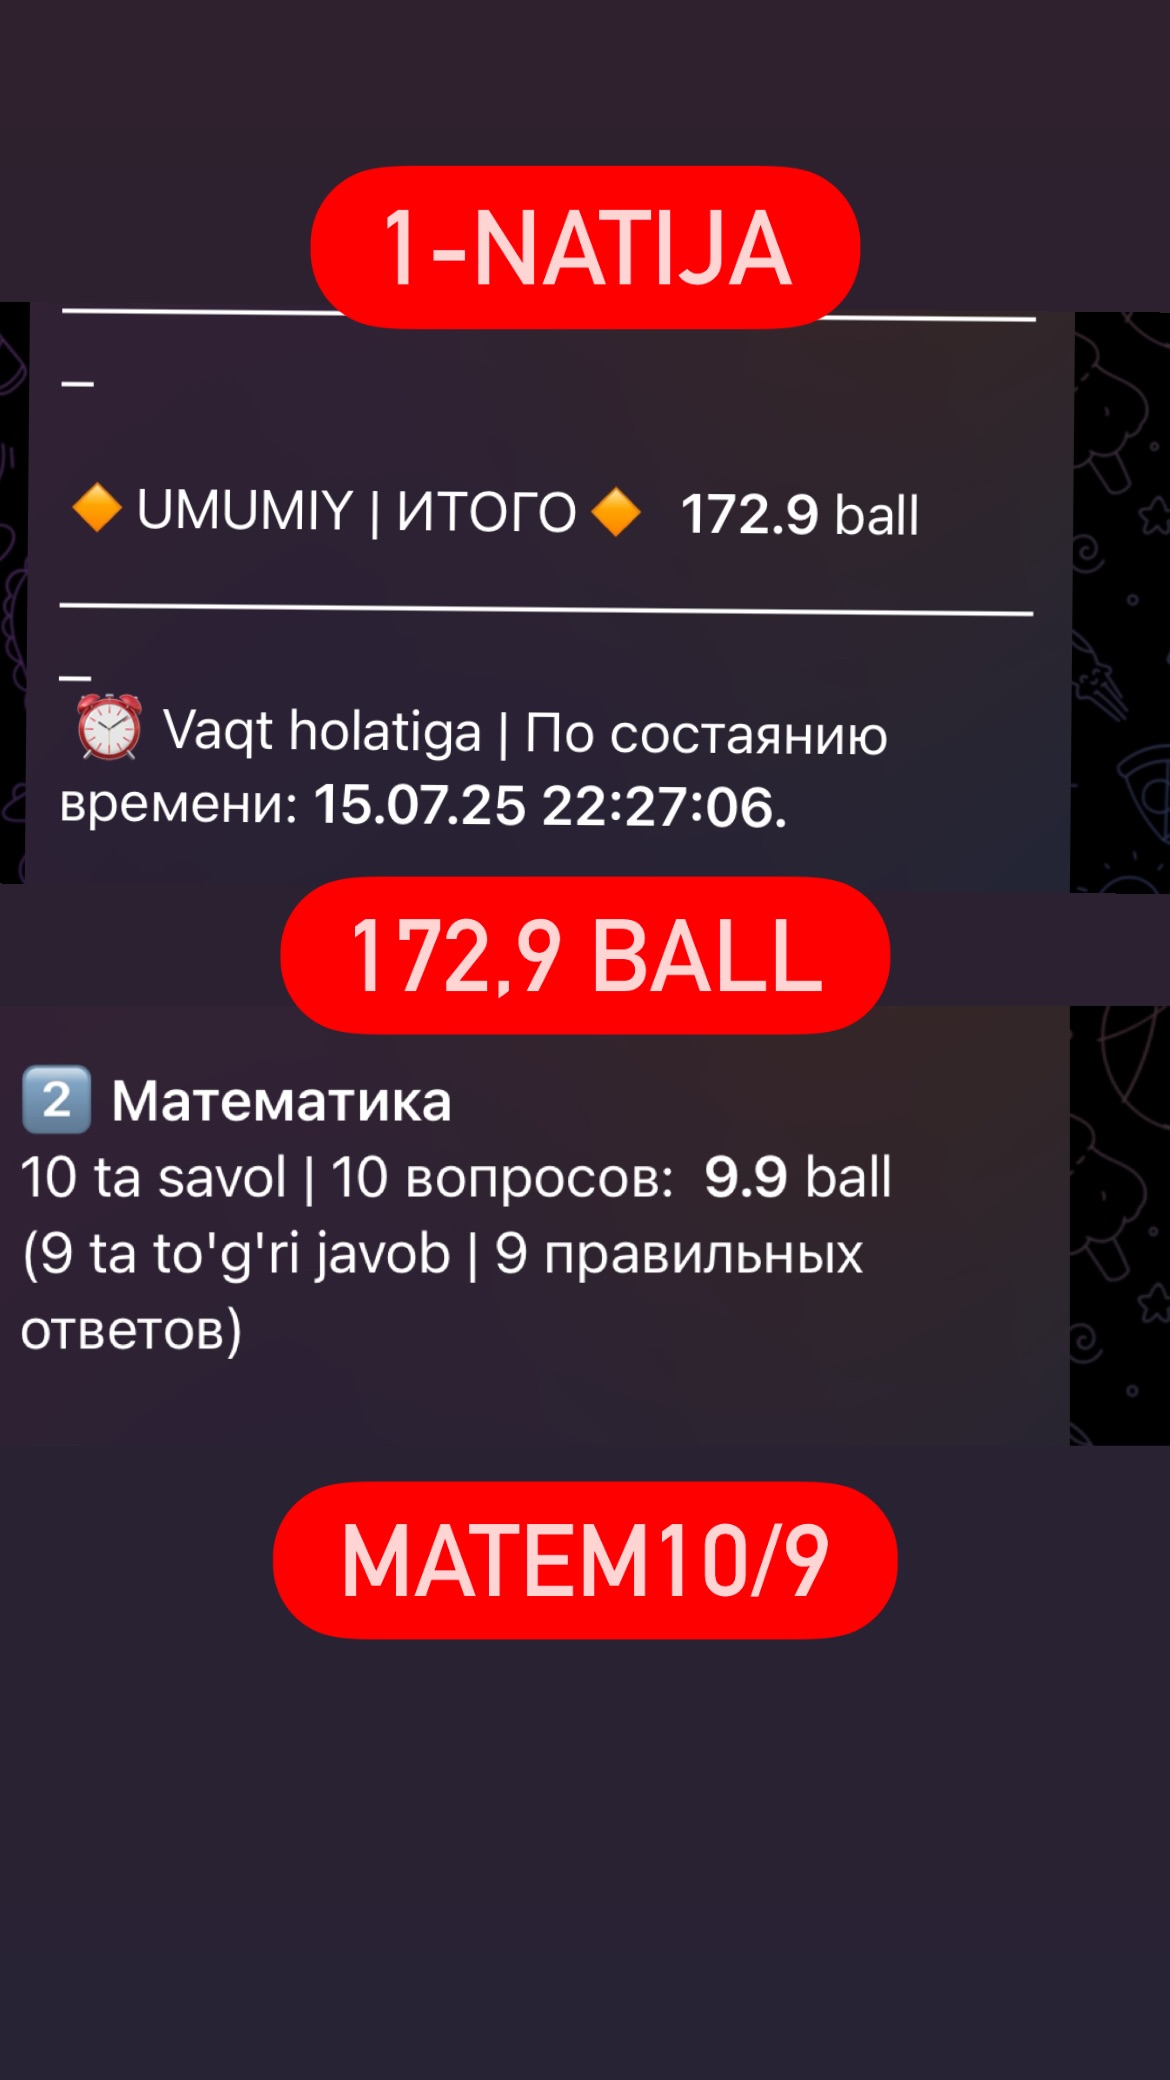 1-NATIJA
🔶 UMUMIY | ИТОГО 🔶 172.9 ball
⏰ Vaqt holatiga | По состаянию
времени: 15.07.25 22:27:06.
172,9 BALL
2️⃣ Математика
10 ta savol | 10 вопросов: 9.9 ball
(9 ta to'g'ri javob | 9 правильных
ответов)
MATEM10/9